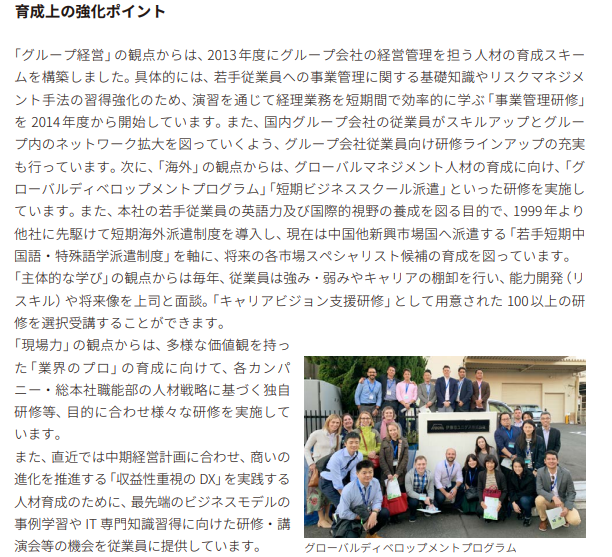 育成上の強化ポイント
「グループ経営」の観点からは、2013年度にグループ会社の経営管理を担う人材の育成スキー
ムを構築しました。具体的には、若手従業員への事業管理に関する基礎知識やリスクマネジメ
ント手法の習得強化のため、演習を通じて経理業務を短期間で効率的に学ぶ「事業管理研修」
を2014年度から開始しています。また、国内グループ会社の従業員がスキルアップとグルー
プ内のネットワーク拡大を図っていくよう、グループ会社従業員向け研修ラインアップの充実
も行っています。次に、「海外」の観点からは、グローバルマネジメント人材の育成に向け、「グ
ローバルディベロップメントプログラム」「短期ビジネススクール派遣」といった研修を実施し
ています。また、本社の若手従業員の英語力及び国際的視野の養成を図る目的で、1999年より
他社に先駆けて短期海外派遣制度を導入し、現在は中国他新興市場国へ派遣する「若手短期中
国語・特殊語学派遣制度」を軸に、将来の各市場スペシャリスト候補の育成を図っています。
「主体的な学び」の観点からは毎年、従業員は強み・弱みやキャリアの棚卸を行い、能力開発（リ
スキル）や将来像を上司と面談。「キャリアビジョン支援研修」として用意された100以上の研
修を選択受講することができます。
「現場力」の観点からは、多様な価値観を持っ
た「業界のプロ」の育成に向けて、各カンパ
ニー・総本社職能部の人材戦略に基づく独自
研修等、目的に合わせ様々な研修を実施して
います。
また、直近では中期経営計画に合わせ、商いの
進化を推進する「収益性重視のDX」を実践する
人材育成のために、最先端のビジネスモデルの
事例学習やIT専門知識習得に向けた研修・講
演会等の機会を従業員に提供しています。
グローバルディベロップメントプログラム